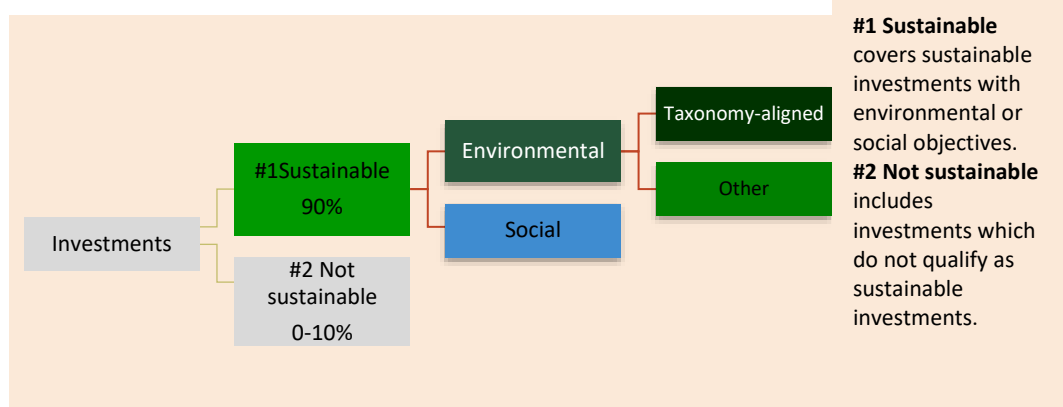 Investments
#1Sustainable
90%
#2 Not
sustainable
0-10%
Environmental
Social
Taxonomy-aligned
Other
#1 Sustainable
covers sustainable
investments with
environmental or
social objectives.
#2 Not sustainable
includes
investments which
do not qualify as
sustainable
investments.